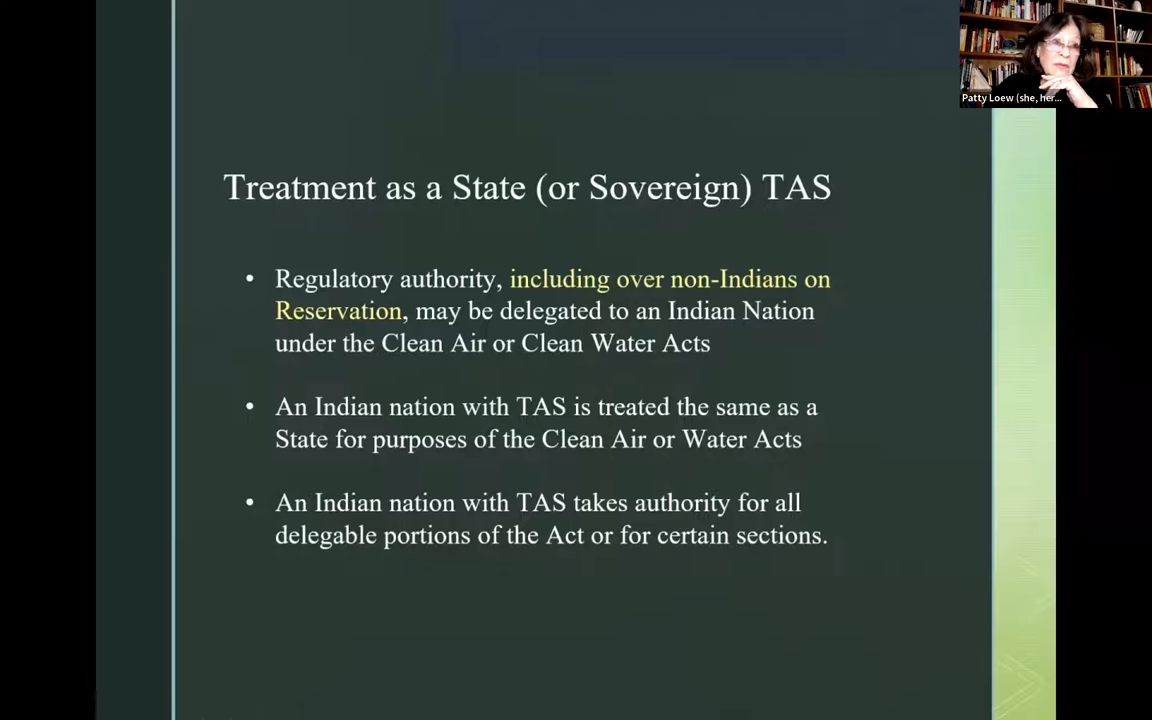 Patty Loew (she, her...
Treatment as a State (or Sovereign) TAS
• Regulatory authority, including over non-Indians on
Reservation, may be delegated to an Indian Nation
under the Clean Air or Clean Water Acts
• An Indian nation with TAS is treated the same as a
State for purposes of the Clean Air or Water Acts
• An Indian nation with TAS takes authority for all
delegable portions of the Act or for certain sections.